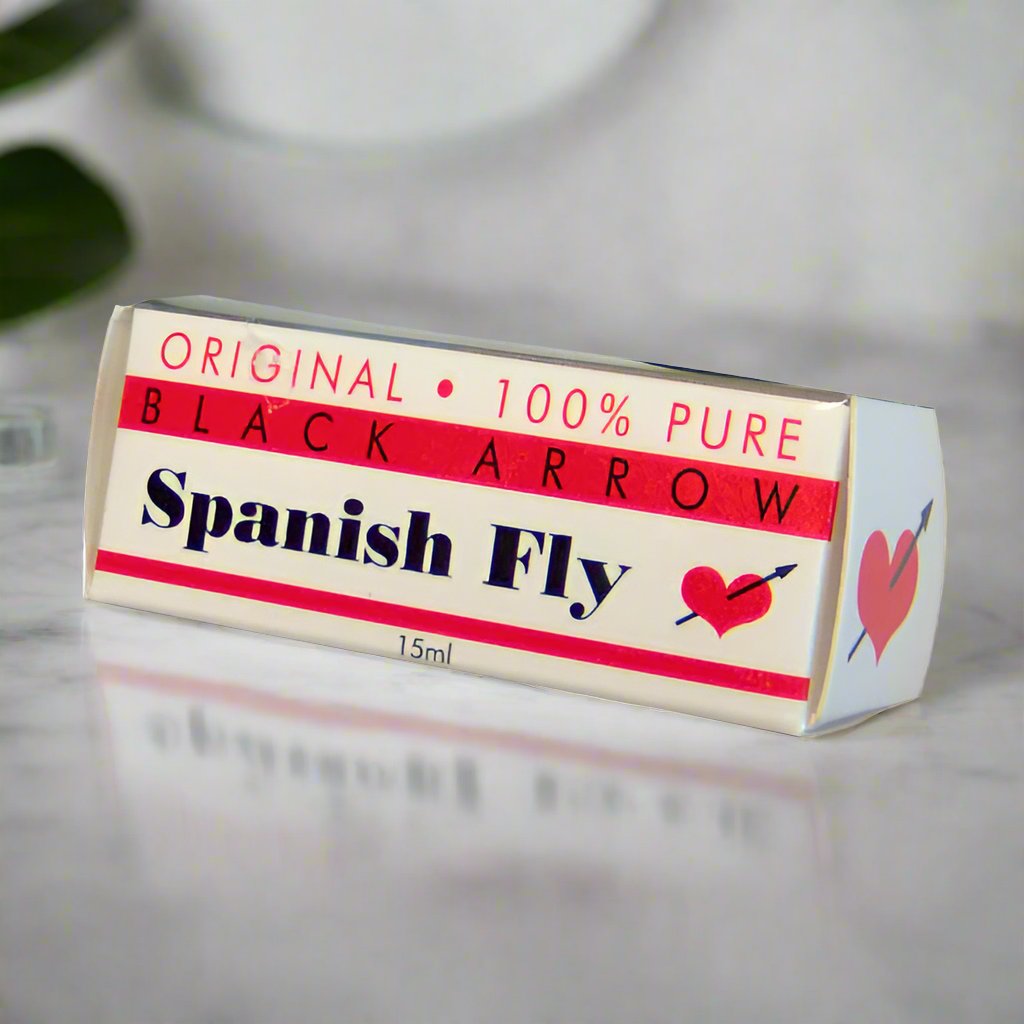 ORIGINAL • 100% PURE
BLACK ARROW
Spanish Fly
15ml